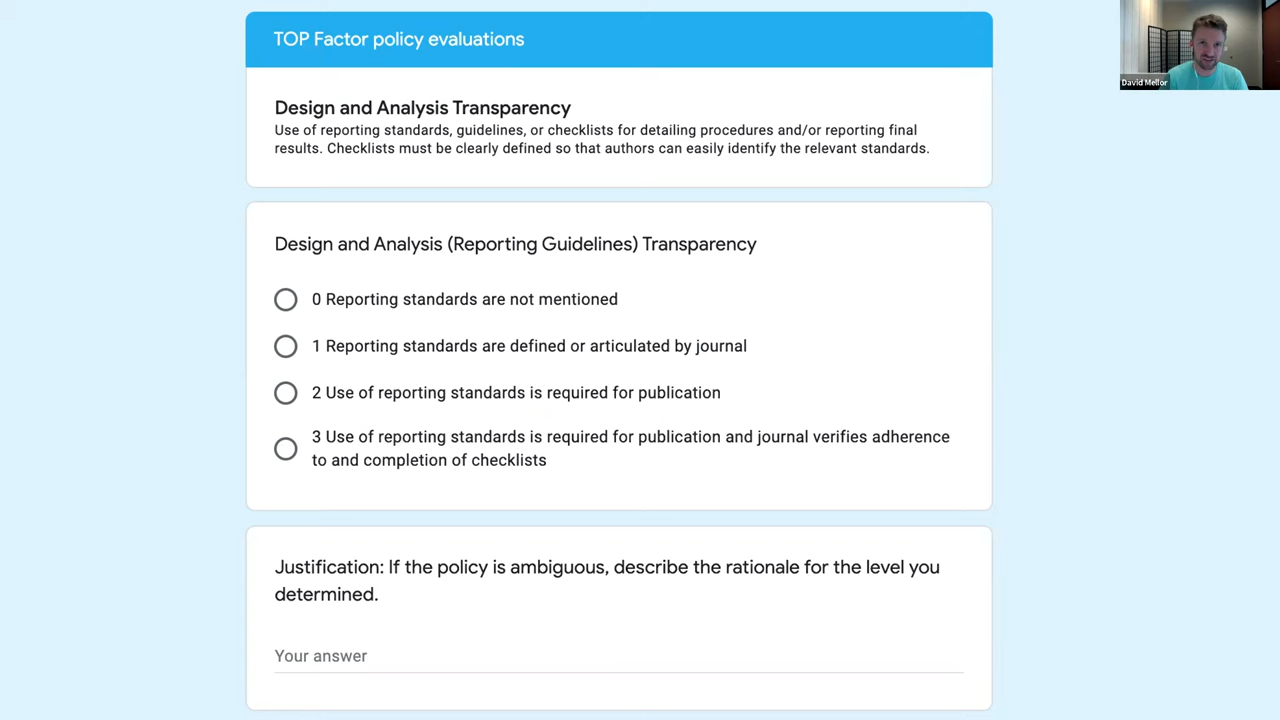 TOP Factor policy evaluations
David Mellor
Design and Analysis Transparency
Use of reporting standards, guidelines, or checklists for detailing procedures and/or reporting final
results. Checklists must be clearly defined so that authors can easily identify the relevant standards.
Design and Analysis (Reporting Guidelines) Transparency
0 Reporting standards are not mentioned
1 Reporting standards are defined or articulated by journal
2 Use of reporting standards is required for publication
3 Use of reporting standards is required for publication and journal verifies adherence
to and completion of checklists
Justification: If the policy is ambiguous, describe the rationale for the level you
determined.
Your answer